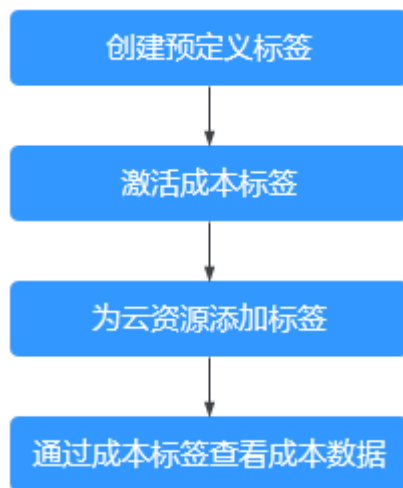 创建预定义标签
激活成本标签
为云资源添加标签
通过成本标签查看成本数据